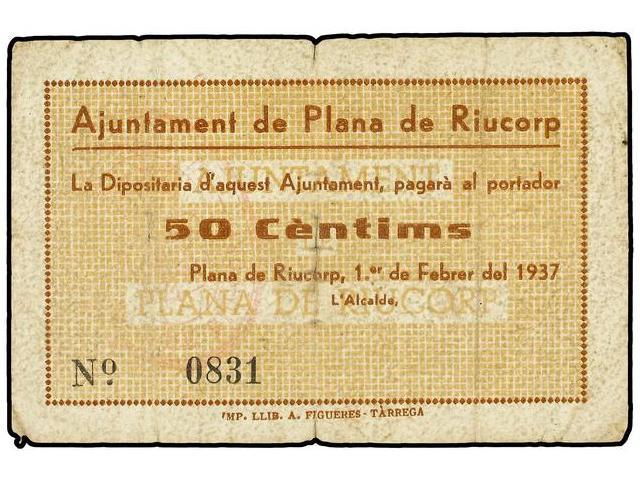 Ajuntament de Plana de Riucorp
AJUNTAMENT
La Dipositaria d'aquest Ajuntament, pagarà al portador
50 Cèntims
Plana de Riucorp, 1.er de Febrer del 1937
PLANA DE RIUCORP
L'Alcalde,
Nº 0831
IMP. LLIB. A. FIGUERES - TÀRREGA